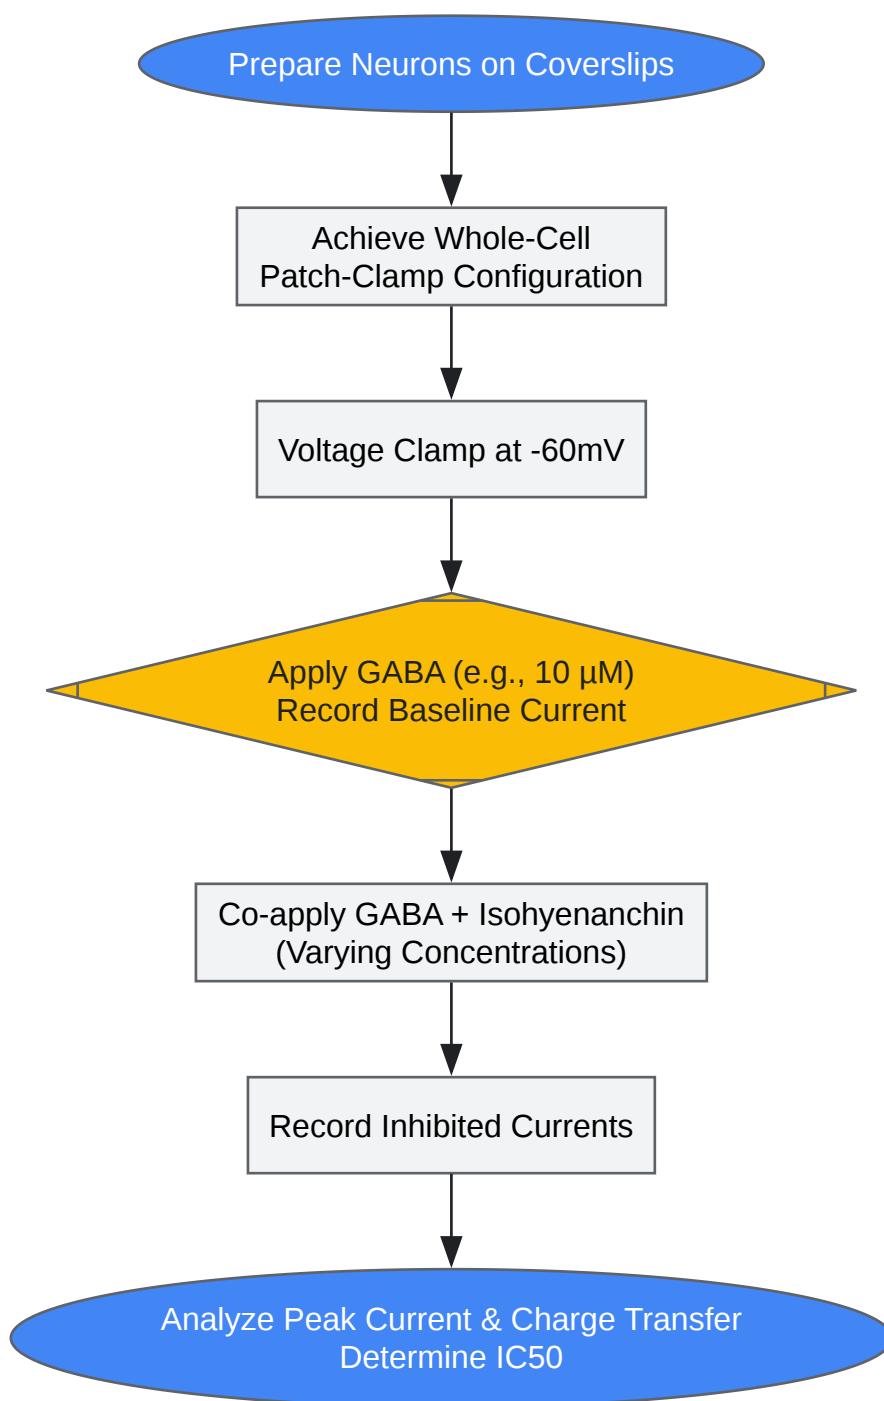 Prepare Neurons on Coverslips
Achieve Whole-Cell
Patch-Clamp Configuration
Voltage Clamp at -60mV
Apply GABA (e.g., 10 µM)
Record Baseline Current
Co-apply GABA + Isohyenanchin
(Varying Concentrations)
Record Inhibited Currents
Analyze Peak Current & Charge Transfer
Determine IC50